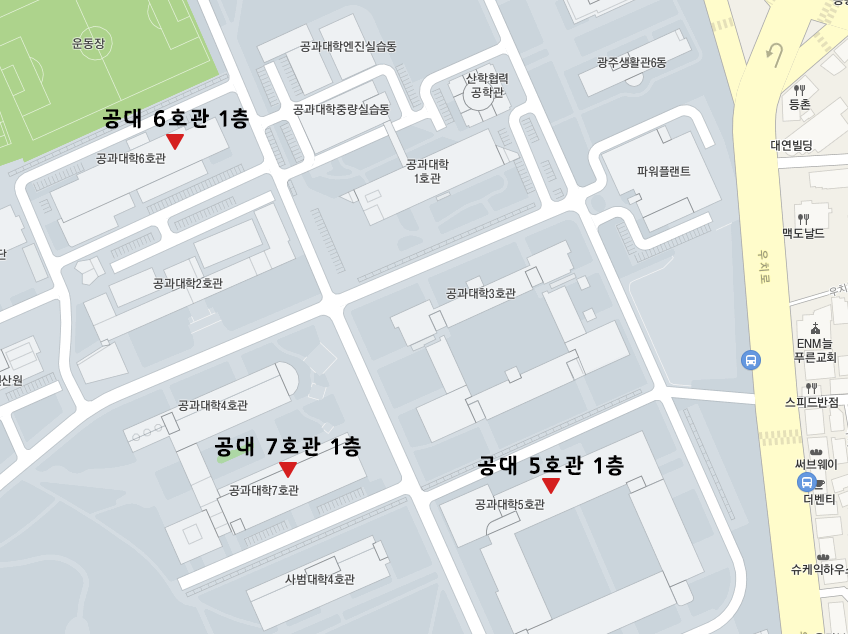 운동장
공과대학엔진실습동
산학협력
공학관
광주생활관6동
등촌
공과대학중량실습동
공대 6호관 1층
공과대학6호관
대연빌딩
공과대학
1호관
파워플랜트
맥도날드
단
우치로
공과대학2호관
공과대학3호관
우치
ENM늘
푸른교회
전산원
스피드반점
공과대학4호관
공대 7호관 1층
공과대학7호관
공대 5호관 1층
공과대학5호관
써브웨이
더벤티
슈케익하우스
사범대학4호관